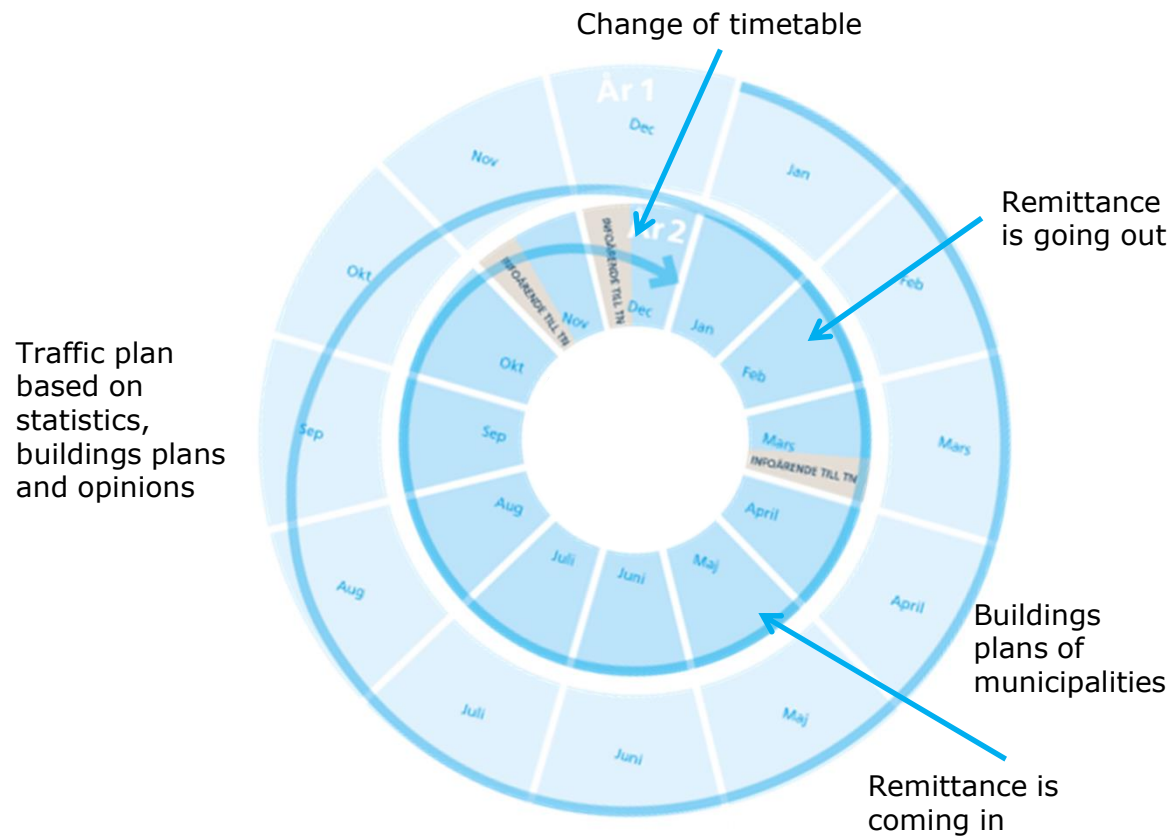 Change of timetable
År 1
Dec
Jan
Feb
Mars
April
Maj
Juni
Juli
Aug
Sep
Okt
Nov
År 2
INFOÄRENDE TILL TN
Dec
Jan
Feb
Mars
INFOÄRENDE TILL TN
April
Maj
Juni
Juli
Aug
Sep
Okt
Nov
INFOÄRENDE TILL TN
Remittance
is going out
Traffic plan
based on
statistics,
buildings plans
and opinions
Buildings
plans of
municipalities
Remittance is
coming in